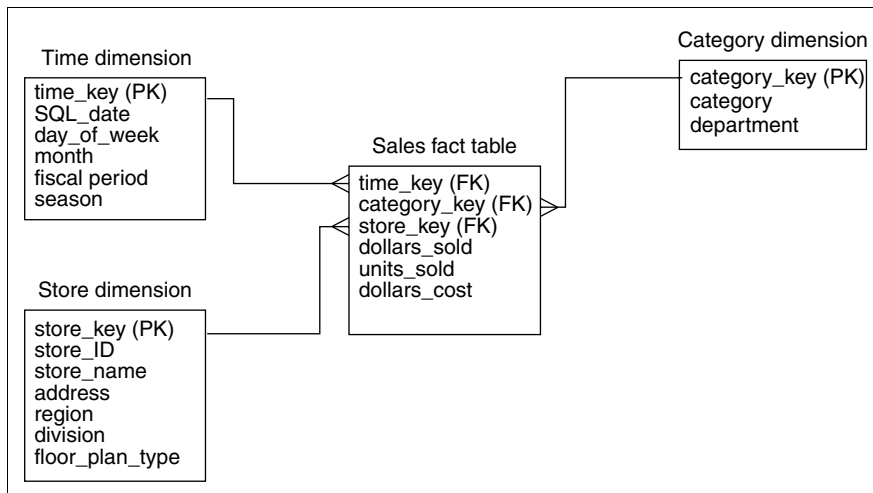 Time dimension
time_key (PK)
SQL_date
day_of_week
month
fiscal period
season
Store dimension
store_key (PK)
store_ID
store_name
address
region
division
floor_plan_type
Sales fact table
time_key (FK)
category_key (FK)
store_key (FK)
dollars_sold
units_sold
dollars_cost
Category dimension
category_key (PK)
category
department